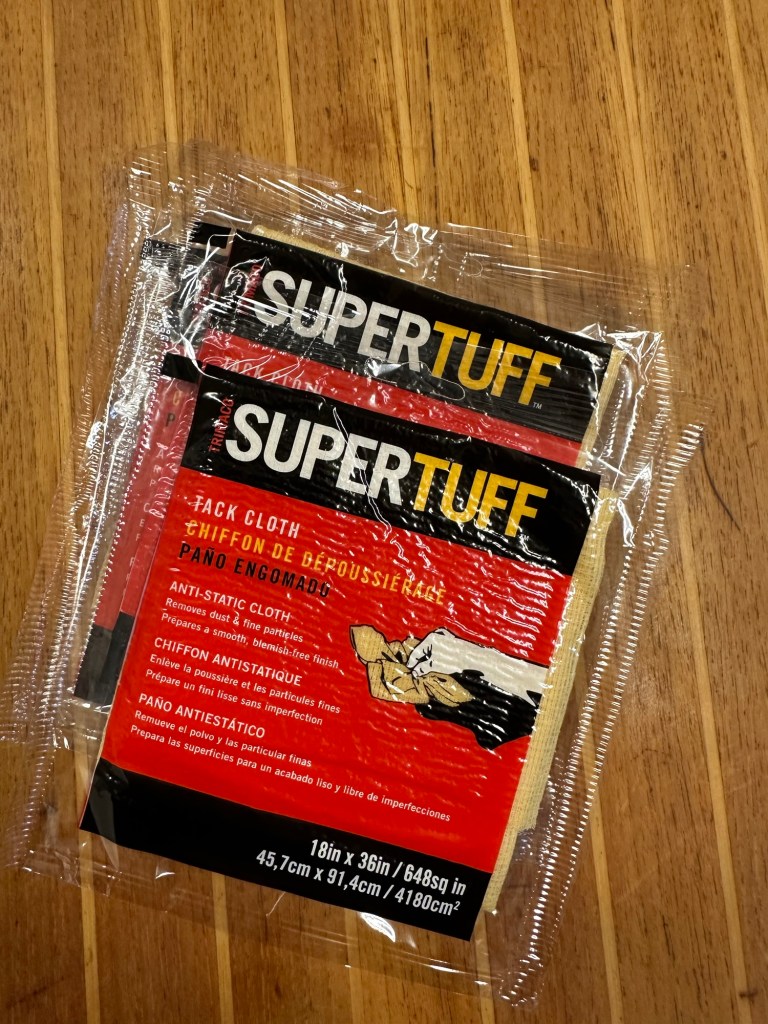 SUPERTUFF™
TACK CLOTH
TRIMACO
SUPERTUFF
TACK CLOTH
CHIFFON DE DÉPOUSSIÉRAGE
PAÑO ENGOMADO
ANTI-STATIC CLOTH
Removes dust & fine particles
Prepares a smooth, blemish-free finish
CHIFFON ANTISTATIQUE
Enlève la poussière et les particules fines
Prépare un fini lisse sans imperfection
PAÑO ANTIESTÁTICO
Remueve el polvo y las particular finas
Prepara las superficies para un acabado liso y libre de imperfecciones
18in x 36in / 648sq in
45,7cm x 91,4cm / 4180cm²